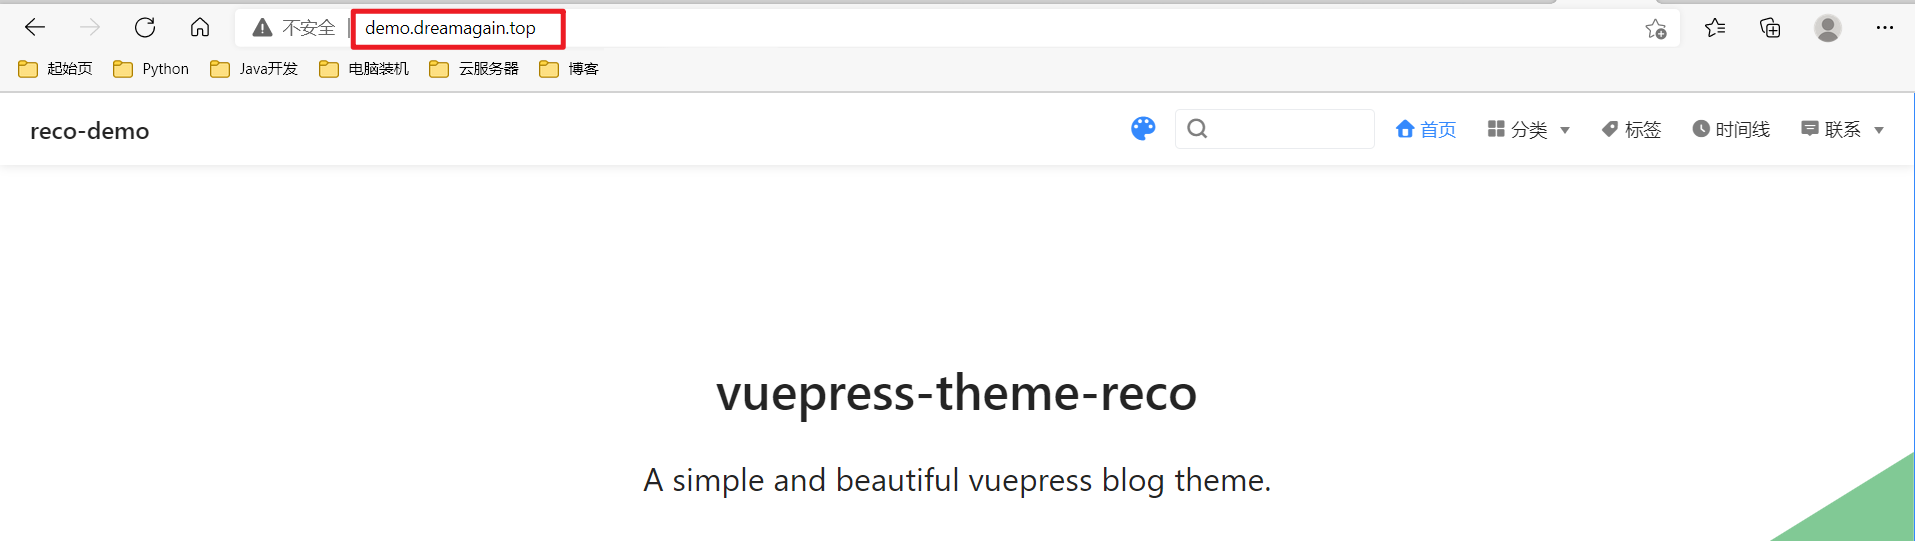 不安全 demo.dreamagain.top
起始页 Python Java开发 电脑装机 云服务器 博客
reco-demo 首页 分类 标签 时间线 联系
vuepress-theme-reco
A simple and beautiful vuepress blog theme.